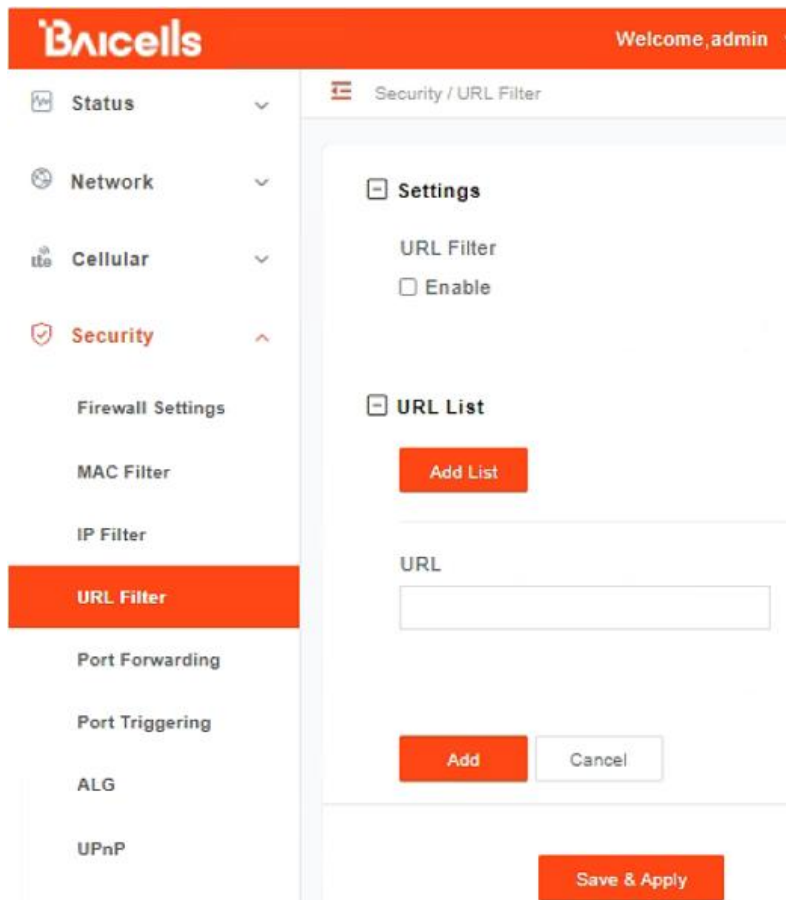 Baicells
Welcome,admin
Status
Network
lte Cellular
Security
Firewall Settings
MAC Filter
IP Filter
URL Filter
Port Forwarding
Port Triggering
ALG
UPnP
Security / URL Filter
Settings
URL Filter
Enable
URL List
Add List
URL
Add Cancel
Save & Apply